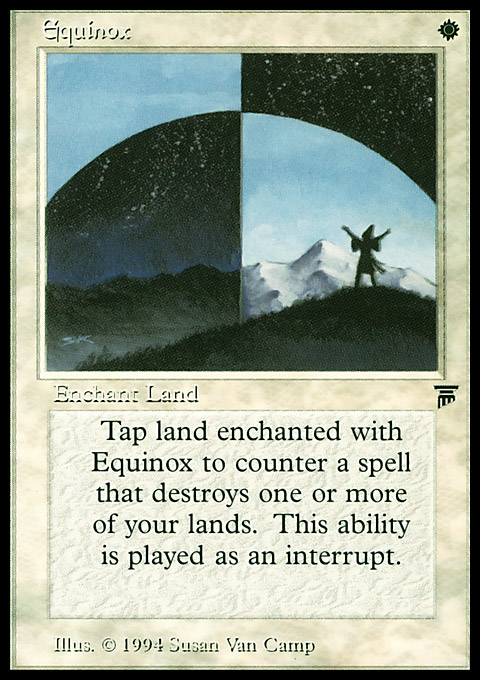 Equinox
Enchant Land
Tap land enchanted with
Equinox to counter a spell
that destroys one or more
of your lands.  This ability
is played as an interrupt.
Illus. © 1994 Susan Van Camp